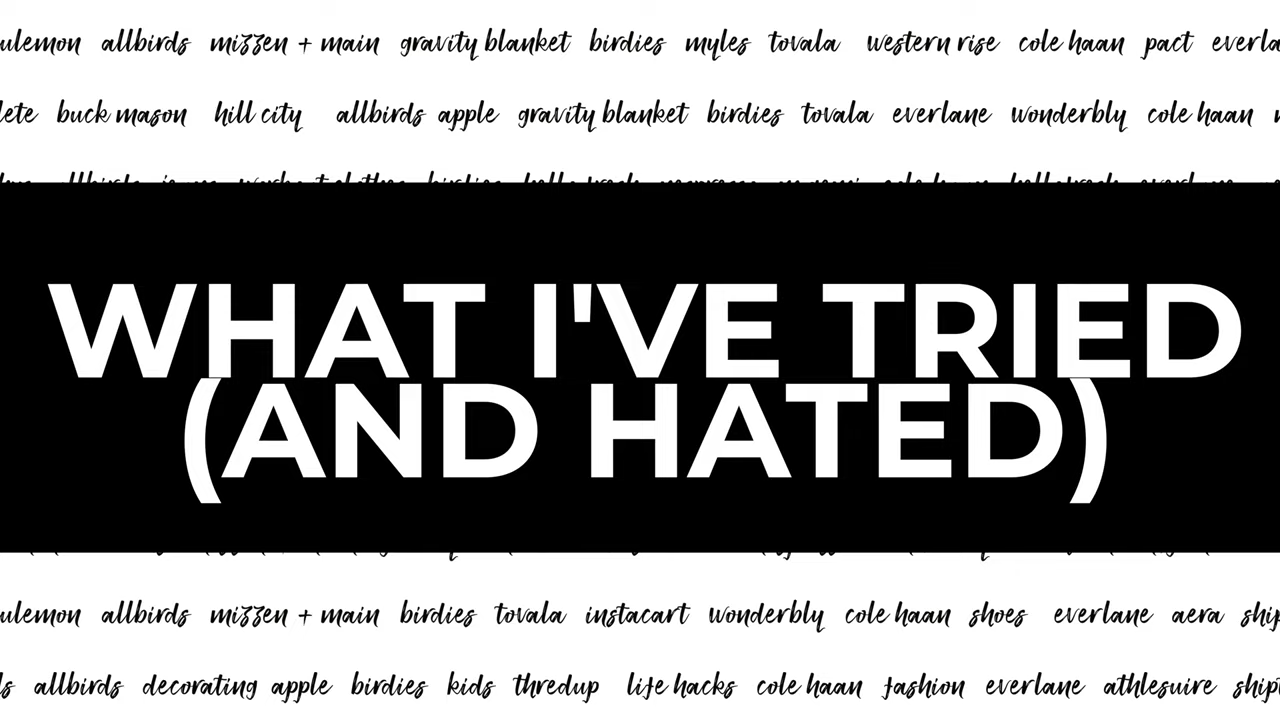 ulemon allbirds mizzen + main gravity blanket birdies myles tovala western rise cole haan pact everla
lete buck mason hill city allbirds apple gravity blanket birdies tovala everlane wonderbly cole haan
WHAT I'VE TRIED
(AND HATED)
ulemon allbirds mizzen + main birdies tovala instacart wonderbly cole haan shoes everlane aera ship
ds allbirds decorating apple birdies kids thredup life hacks cole haan fashion everlane athlesuire shipt